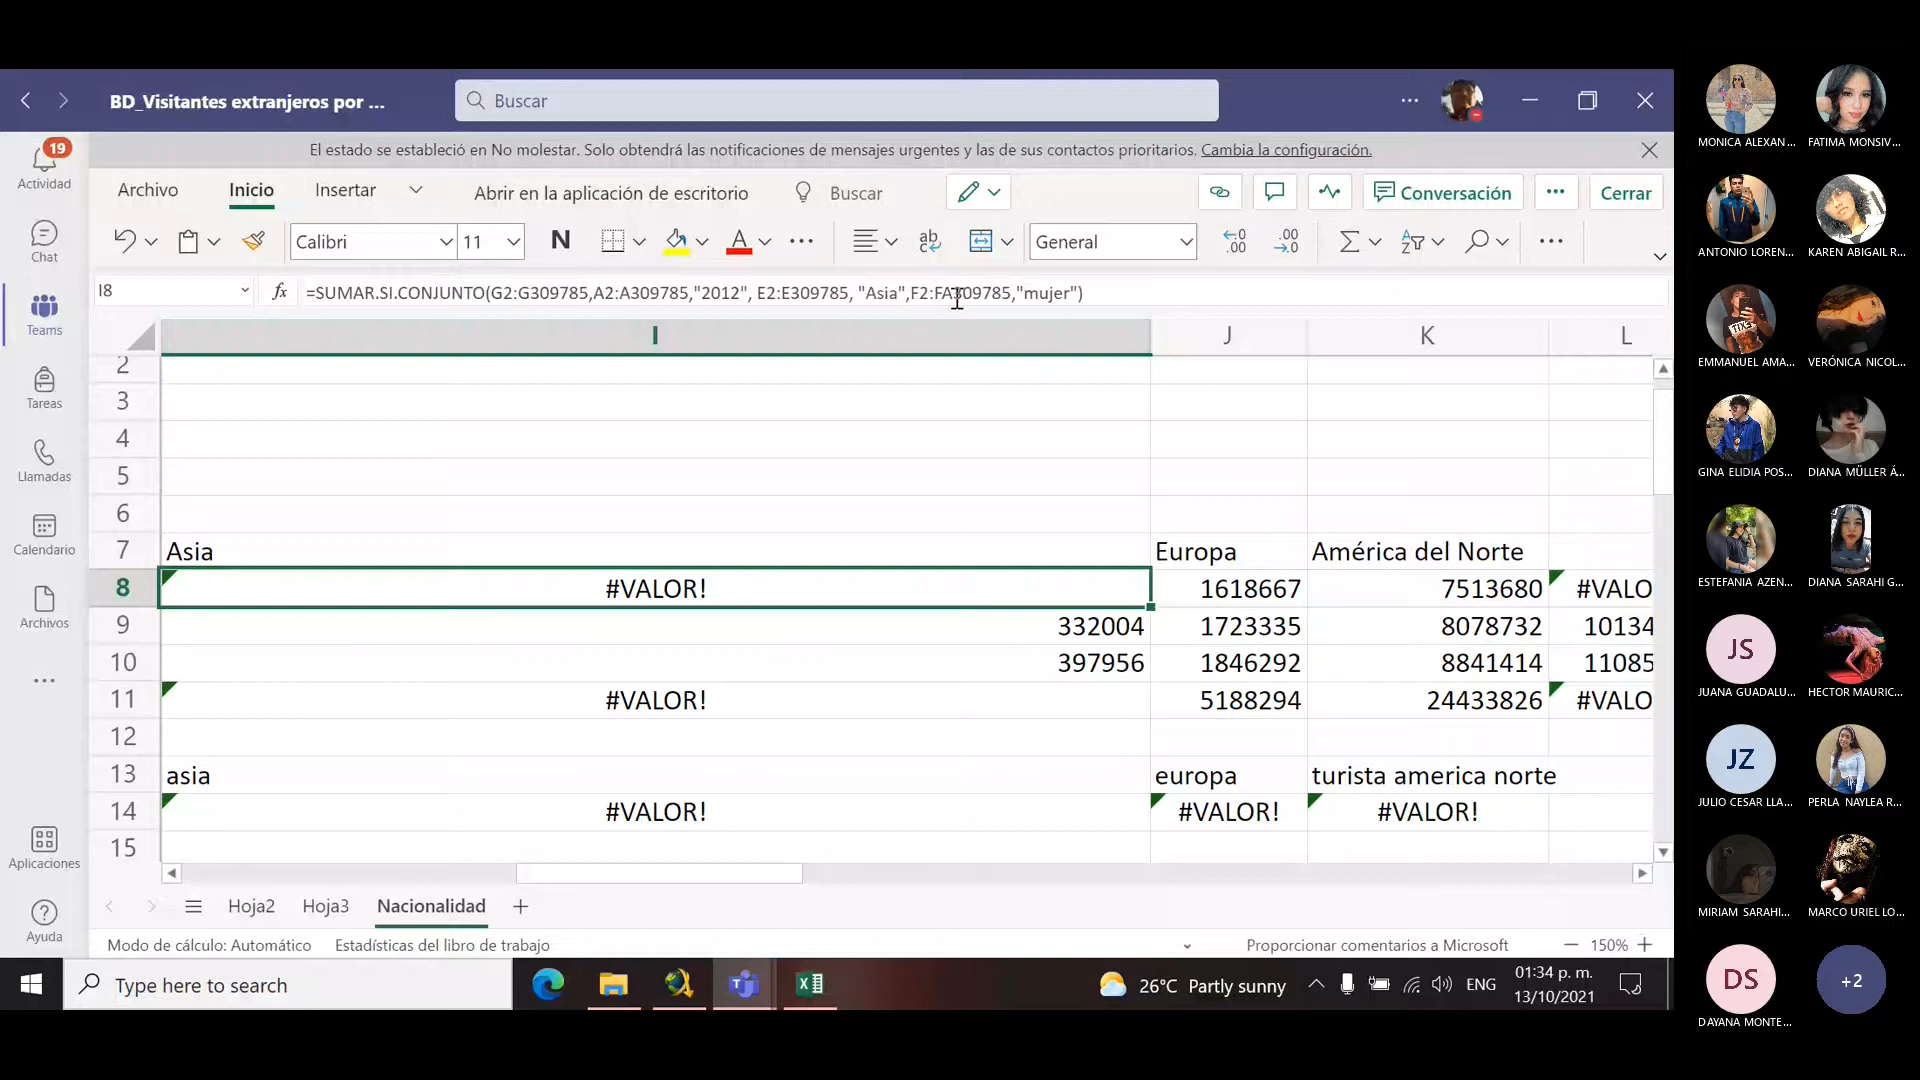 BD_Visitantes extranjeros por ...
Buscar
El estado se estableció en No molestar. Solo obtendrá las notificaciones de mensajes urgentes y las de sus contactos prioritarios. Cambia la configuración.
19
Actividad
Chat
Teams
Tareas
Llamadas
Calendario
Archivos
Aplicaciones
Ayuda
Archivo Inicio Insertar Abrir en la aplicación de escritorio Buscar Conversación Cerrar
Calibri 11 N General
I8 fx =SUMAR.SI.CONJUNTO(G2:G309785,A2:A309785,"2012", E2:E309785, "Asia",F2:FA309785,"mujer")
I J K L
2
3
4
5
6
7 Asia Europa América del Norte
8 #VALOR! 1618667 7513680 #VALO
9 332004 1723335 8078732 10134
10 397956 1846292 8841414 11085
11 #VALOR! 5188294 24433826 #VALO
12
13 asia europa turista america norte
14 #VALOR! #VALOR! #VALOR!
15
Hoja2 Hoja3 Nacionalidad
Modo de cálculo: Automático Estadísticas del libro de trabajo Proporcionar comentarios a Microsoft 150%
Type here to search 26°C Partly sunny ENG 01:34 p. m.
13/10/2021
MONICA ALEXAN... FATIMA MONSIV...
ANTONIO LOREN... KAREN ABIGAIL R...
EMMANUEL AMA... VERÓNICA NICOL...
GINA ELIDIA POS... DIANA MÜLLER Á...
ESTEFANIA AZEN... DIANA SARAHI G...
JS
JUANA GUADALU... HECTOR MAURIC...
JZ
JULIO CESAR LLA... PERLA NAYLEA R...
MIRIAM SARAHI... MARCO URIEL LO...
DS +2
DAYANA MONTE...